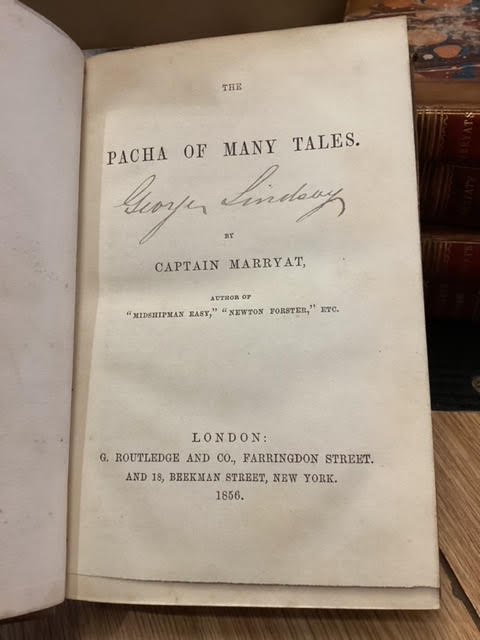 THE
PACHA OF MANY TALES.
George Lindsay
BY
CAPTAIN MARRYAT,
AUTHOR OF
"MIDSHIPMAN EASY," "NEWTON FORSTER," ETC.
LONDON:
G. ROUTLEDGE AND CO., FARRINGDON STREET.
AND 18, BEEKMAN STREET, NEW YORK.
1856.